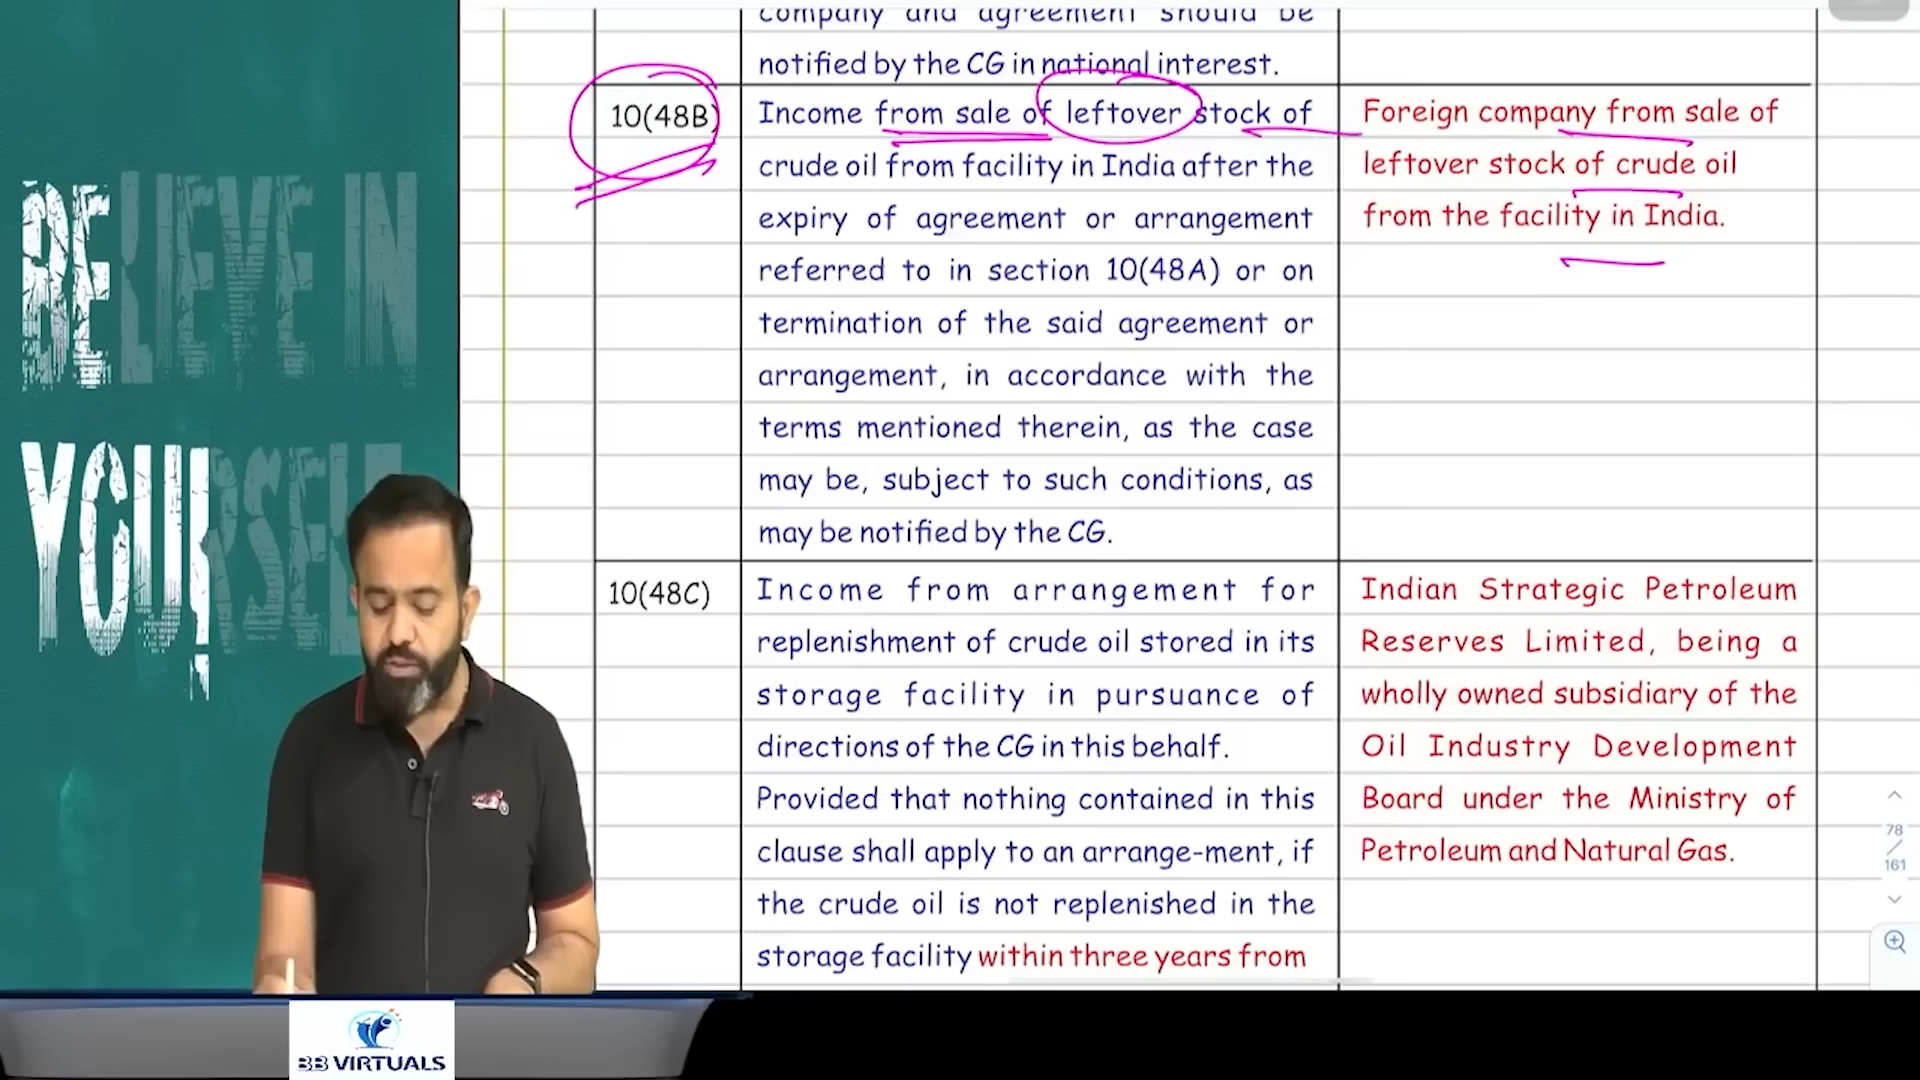 BELIEVE IN
YOURSELF
company and agreement should be
notified by the CG in national interest.
10(48B)
Income from sale of leftover stock of
crude oil from facility in India after the
expiry of agreement or arrangement
referred to in section 10(48A) or on
termination of the said agreement or
arrangement, in accordance with the
terms mentioned therein, as the case
may be, subject to such conditions, as
may be notified by the CG.
Foreign company from sale of
leftover stock of crude oil
from the facility in India.
10(48C)
Income from arrangement for
replenishment of crude oil stored in its
storage facility in pursuance of
directions of the CG in this behalf.
Provided that nothing contained in this
clause shall apply to an arrange-ment, if
the crude oil is not replenished in the
storage facility within three years from
Indian Strategic Petroleum
Reserves Limited, being a
wholly owned subsidiary of the
Oil Industry Development
Board under the Ministry of
Petroleum and Natural Gas.
78
/
161
BB VIRTUALS